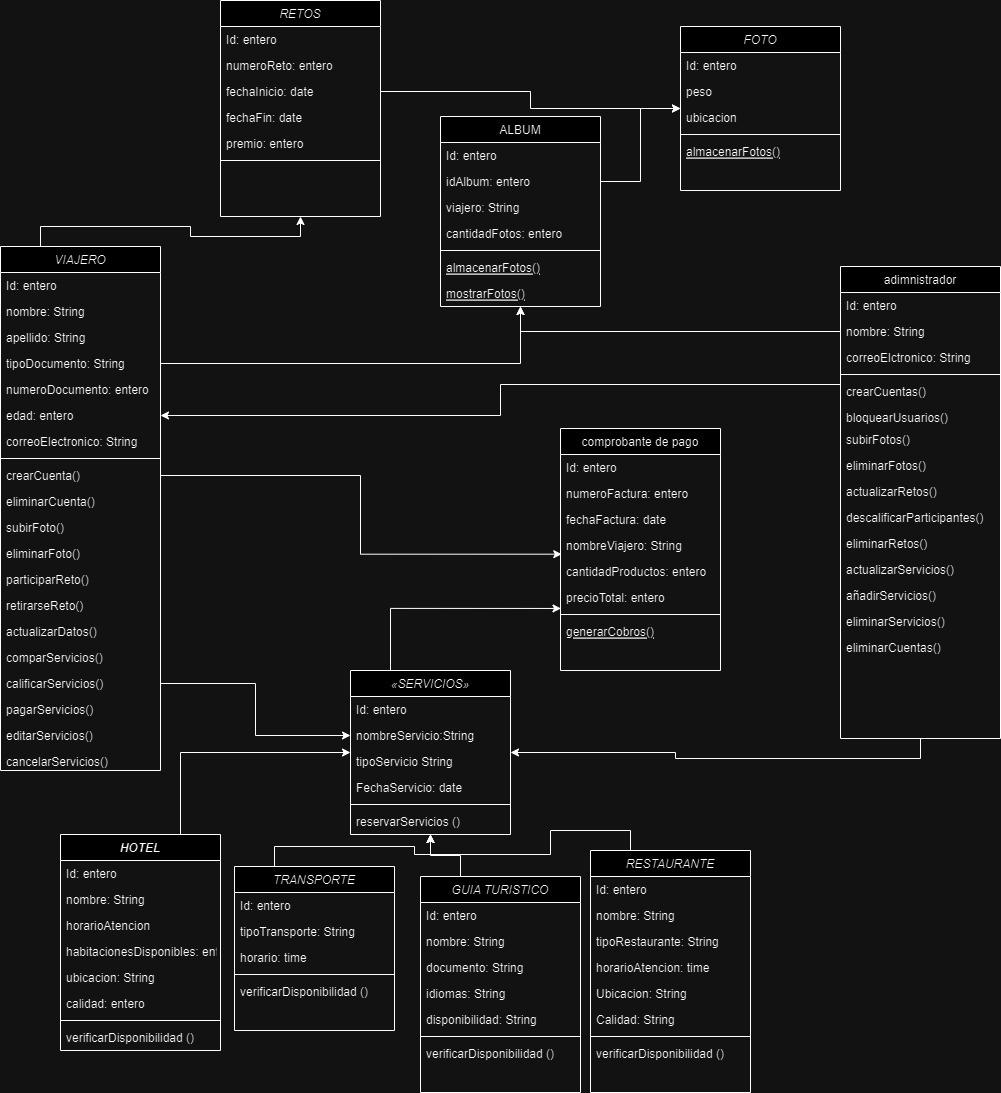 RETOS
Id: entero
numeroReto: entero
fechaInicio: date
fechaFin: date
premio: entero
FOTO
Id: entero
peso
ubicacion
almacenarFotos()
ALBUM
Id: entero
idAlbum: entero
viajero: String
cantidadFotos: entero
almacenarFotos()
mostrarFotos()
VIAJERO
Id: entero
nombre: String
apellido: String
tipoDocumento: String
numeroDocumento: entero
edad: entero
correoElectronico: String
crearCuenta()
eliminarCuenta()
subirFoto()
eliminarFoto()
participarReto()
retirarseReto()
actualizarDatos()
comparServicios()
calificarServicios()
pagarServicios()
editarServicios()
cancelarServicios()
adimnistrador
Id: entero
nombre: String
correoElctronico: String
crearCuentas()
bloquearUsuarios()
subirFotos()
eliminarFotos()
actualizarRetos()
descalificarParticipantes()
eliminarRetos()
actualizarServicios()
añadirServicios()
eliminarServicios()
eliminarCuentas()
comprobante de pago
Id: entero
numeroFactura: entero
fechaFactura: date
nombreViajero: String
cantidadProductos: entero
precioTotal: entero
generarCobros()
«SERVICIOS»
Id: entero
nombreServicio:String
tipoServicio String
FechaServicio: date
reservarServicios ()
HOTEL
Id: entero
nombre: String
horarioAtencion
habitacionesDisponibles: ent
ubicacion: String
calidad: entero
verificarDisponibilidad ()
TRANSPORTE
Id: entero
tipoTransporte: String
horario: time
verificarDisponibilidad ()
GUIA TURISTICO
Id: entero
nombre: String
documento: String
idiomas: String
disponibilidad: String
verificarDisponibilidad ()
RESTAURANTE
Id: entero
nombre: String
tipoRestaurante: String
horarioAtencion: time
Ubicacion: String
Calidad: String
verificarDisponibilidad ()